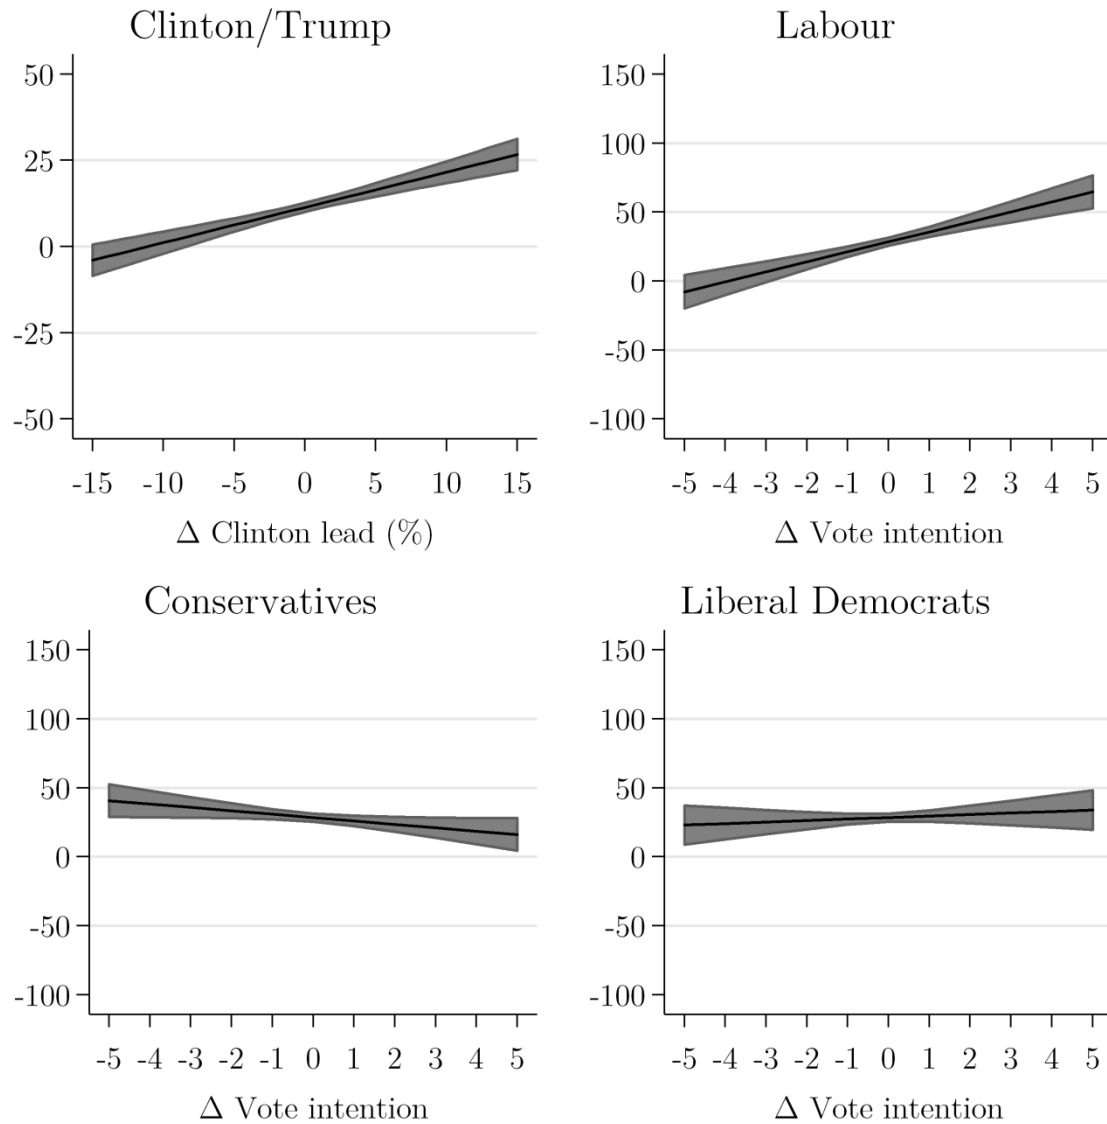 Clinton/Trump
50
25
0
-25
-50
-15 -10 -5 0 5 10 15
Δ Clinton lead (%)
Labour
150
100
50
0
-50
-100
-5 -4 -3 -2 -1 0 1 2 3 4 5
Δ Vote intention
Conservatives
150
100
50
0
-50
-100
-5 -4 -3 -2 -1 0 1 2 3 4 5
Δ Vote intention
Liberal Democrats
150
100
50
0
-50
-100
-5 -4 -3 -2 -1 0 1 2 3 4 5
Δ Vote intention